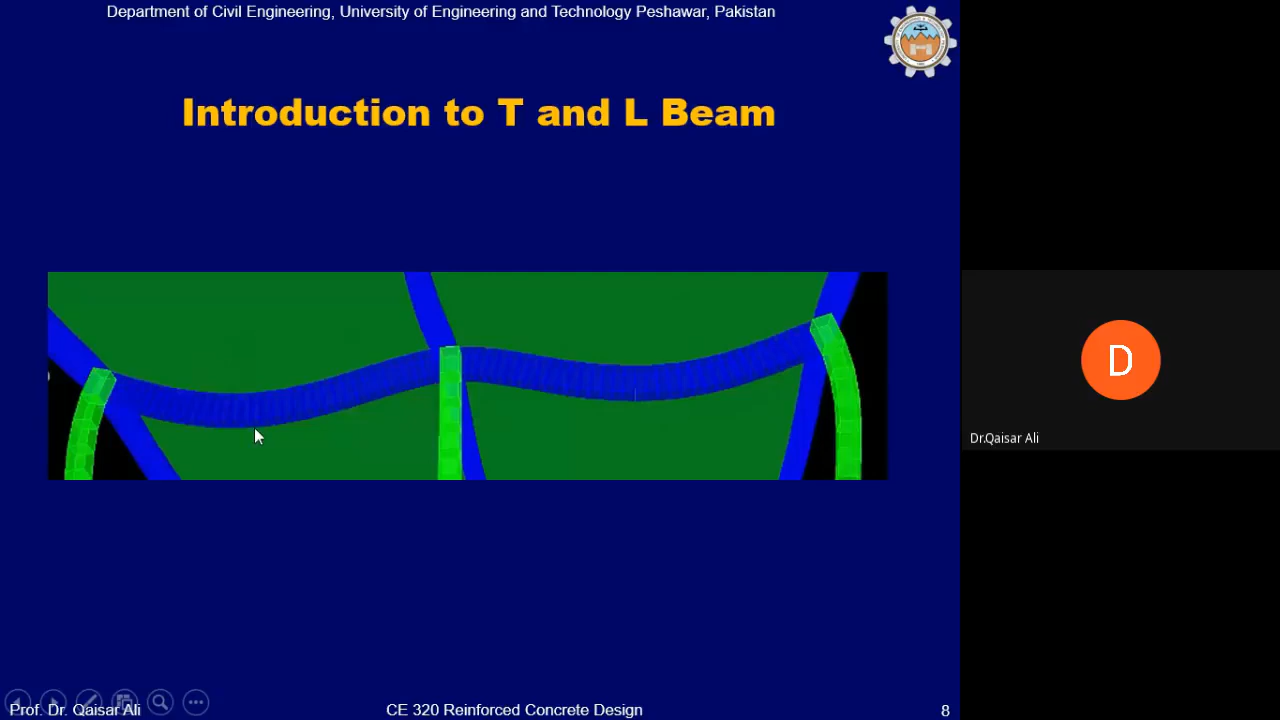 Department of Civil Engineering, University of Engineering and Technology Peshawar, Pakistan
Introduction to T and L Beam
D
Dr.Qaisar Ali
Prof. Dr. Qaisar Ali
CE 320 Reinforced Concrete Design
8